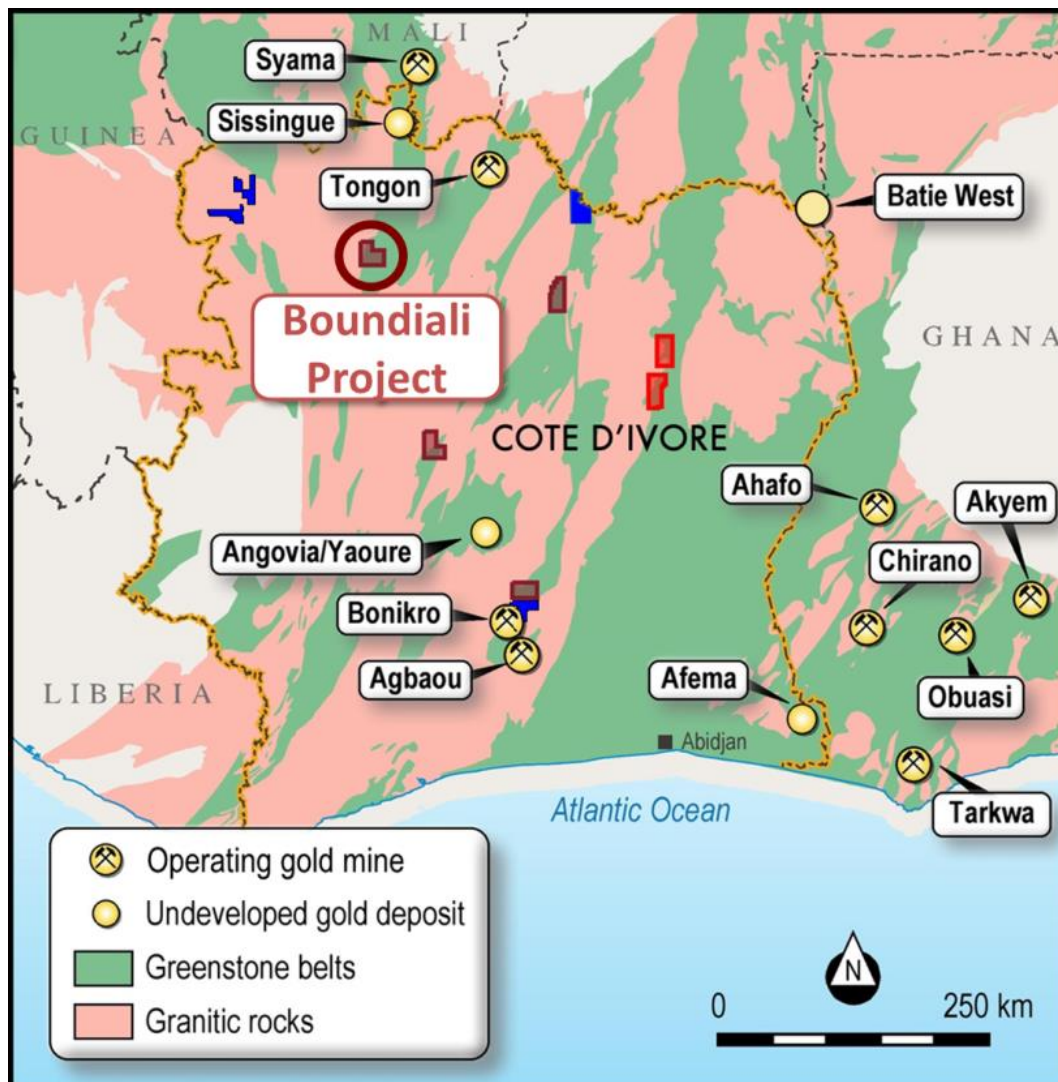 MALI
Syama
Sissingue
GUINEA
Tongon
Batie West
Boundiali
Project
GHANA
COTE D'IVORE
Ahafo
Akyem
Angovia/Yaoure
Chirano
Bonikro
Agbaou
Afema
Obuasi
LIBERIA
Abidjan
Tarkwa
Atlantic Ocean
Operating gold mine
Undeveloped gold deposit
Greenstone belts
Granitic rocks
N
0 250 km